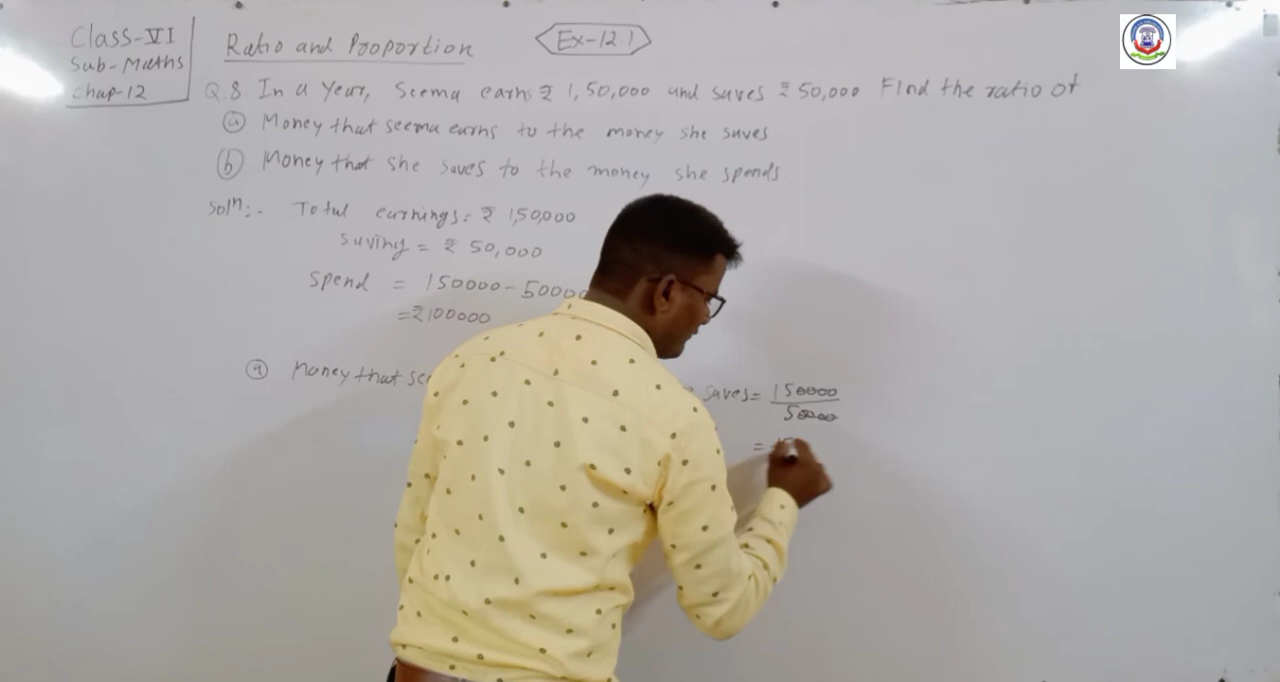 Class-VI
Sub-Maths
Chap-12
Ratio and Proportion
Ex-12.1
Q.8. In a year, Seema earns ₹ 1,50,000 and saves ₹ 50,000 Find the ratio of
(a) Money that seema earns to the money she saves
(b) Money that she saves to the money she spends
Soln:- Total earnings = ₹ 1,50,000
Saving = ₹ 50,000
Spend = 150000 - 50000
= ₹ 100000
(a) Money that saves = 150000
50000
=